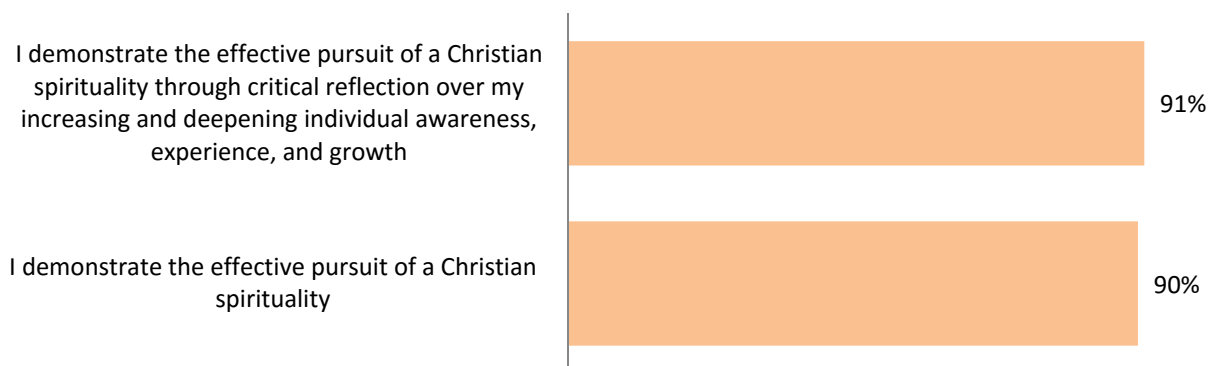 I demonstrate the effective pursuit of a Christian
spirituality through critical reflection over my
increasing and deepening individual awareness,
experience, and growth
91%
I demonstrate the effective pursuit of a Christian
spirituality
90%